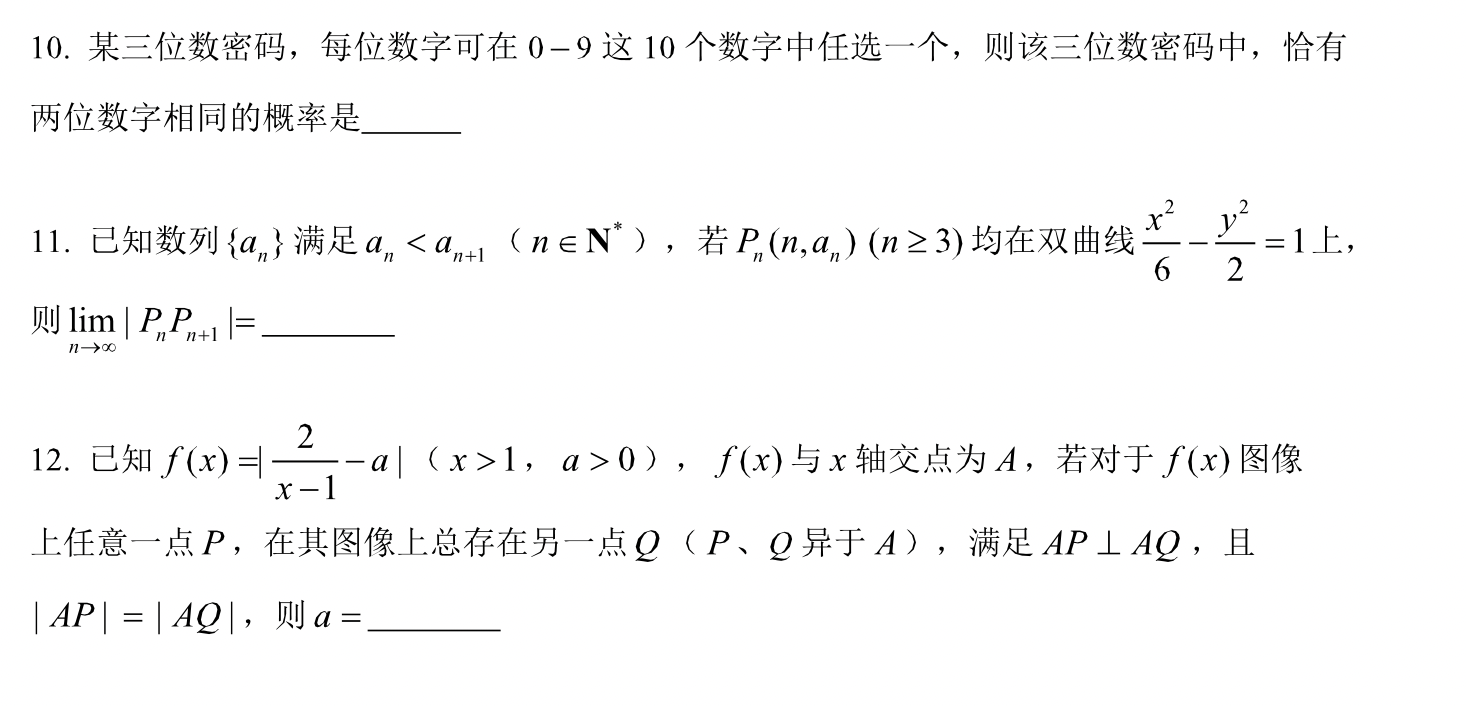 10. 某三位数密码，每位数字可在 0 – 9 这 10 个数字中任选一个，则该三位数密码中，恰有
两位数字相同的概率是______
11. 已知数列 {aₙ} 满足 aₙ < aₙ₊₁ （ n ∈ N* ），若 Pₙ(n, aₙ) (n ≥ 3) 均在双曲线 x²/6 − y²/2 = 1 上，
则 lim n→∞ | PₙPₙ₊₁ |= ________
12. 已知 f(x) =| 2/(x−1) − a | （ x > 1， a > 0 ）， f(x) 与 x 轴交点为 A，若对于 f(x) 图像
上任意一点 P，在其图像上总存在另一点 Q （ P、Q 异于 A ），满足 AP ⊥ AQ ，且
| AP | = | AQ |，则 a = ________